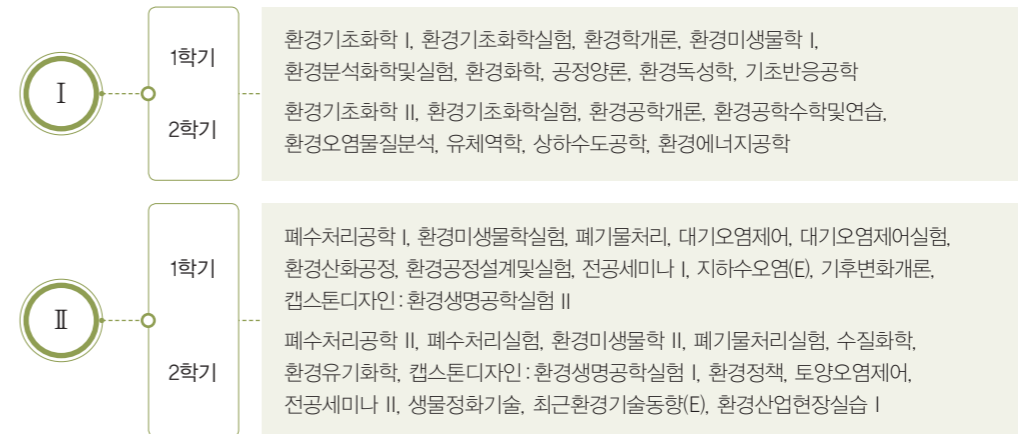 Ⅰ
1학기
환경기초화학 I, 환경기초화학실험, 환경학개론, 환경미생물학 I,
환경분석화학및실험, 환경화학, 공정양론, 환경독성학, 기초반응공학
2학기
환경기초화학 II, 환경기초화학실험, 환경공학개론, 환경공학수학및연습,
환경오염물질분석, 유체역학, 상하수도공학, 환경에너지공학
Ⅱ
1학기
폐수처리공학 I, 환경미생물학실험, 폐기물처리, 대기오염제어, 대기오염제어실험,
환경산화공정, 환경공정설계및실험, 전공세미나 I, 지하수오염(E), 기후변화개론,
캡스톤디자인 : 환경생명공학실험 II
2학기
폐수처리공학 II, 폐수처리실험, 환경미생물학 II, 폐기물처리실험, 수질화학,
환경유기화학, 캡스톤디자인 : 환경생명공학실험 I, 환경정책, 토양오염제어,
전공세미나 II, 생물정화기술, 최근환경기술동향(E), 환경산업현장실습 I